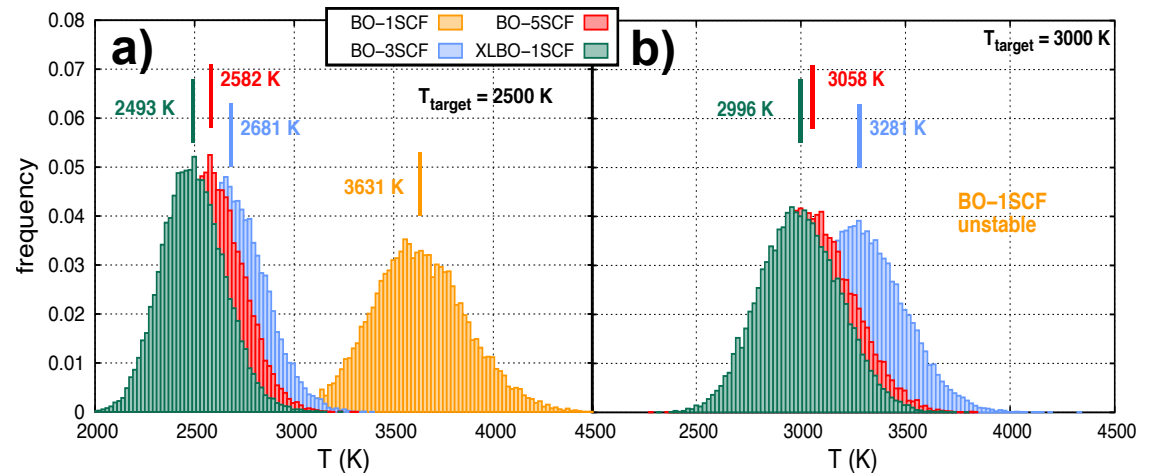 BO−1SCF BO−5SCF
BO−3SCF XLBO−1SCF
a)
T_target = 2500 K
2493 K
2582 K
2681 K
3631 K
frequency
0.08
0.07
0.06
0.05
0.04
0.03
0.02
0.01
0
2000 2500 3000 3500 4000 4500
T (K)
b)
T_target = 3000 K
2996 K
3058 K
3281 K
BO−1SCF
unstable
2500 3000 3500 4000 4500
T (K)